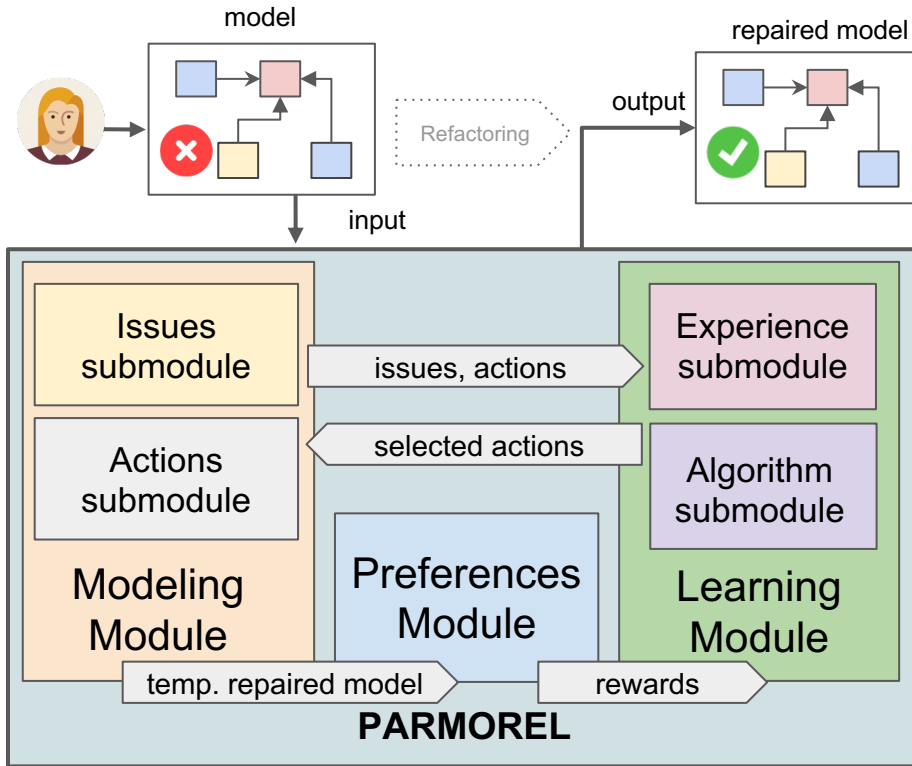 model
repaired model
Refactoring
output
input
Issues
submodule
Experience
submodule
issues, actions
selected actions
Actions
submodule
Algorithm
submodule
Modeling
Module
Preferences
Module
Learning
Module
temp. repaired model
rewards
PARMOREL